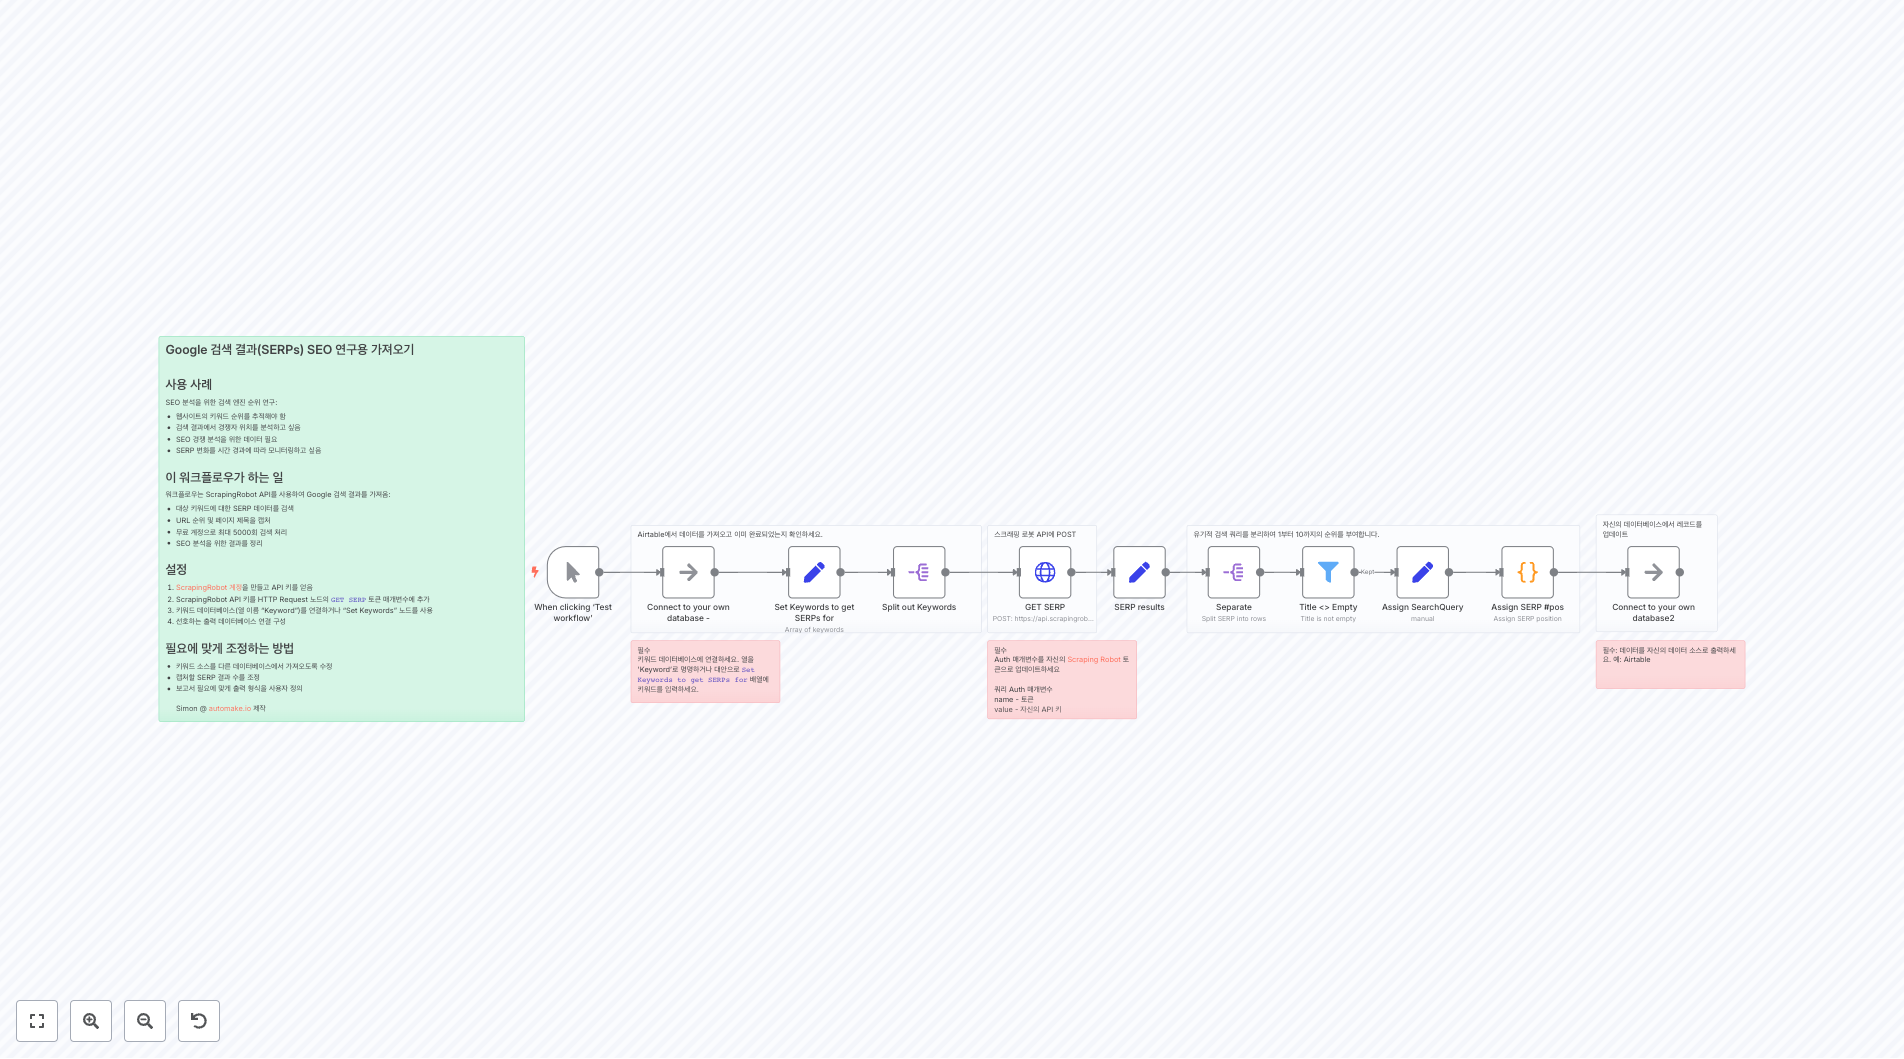 Google 검색 결과(SERPs) SEO 연구용 가져오기
사용 사례
SEO 분석을 위한 검색 엔진 순위 연구:
• 웹사이트의 키워드 순위를 추적해야 함
• 검색 결과에서 경쟁자 위치를 분석하고 싶음
• SEO 경쟁 분석을 위한 데이터 필요
• SERP 변화를 시간 경과에 따라 모니터링하고 싶음
이 워크플로우가 하는 일
워크플로우는 ScrapingRobot API를 사용하여 Google 검색 결과를 가져옴:
• 대상 키워드에 대한 SERP 데이터를 검색
• URL 순위 및 페이지 제목을 캡처
• 무료 계정으로 최대 5000회 검색 처리
• SEO 분석을 위한 결과를 정리
설정
1. ScrapingRobot 계정을 만들고 API 키를 얻음
2. ScrapingRobot API 키를 HTTP Request 노드의 GET SERP 토큰 매개변수에 추가
3. 키워드 데이터베이스(열 이름 "Keyword")를 연결하거나 "Set Keywords" 노드를 사용
4. 선호하는 출력 데이터베이스 연결 구성
필요에 맞게 조정하는 방법
• 키워드 소스를 다른 데이터베이스에서 가져오도록 수정
• 캡처할 SERP 결과 수를 조정
• 보고서 필요에 맞게 출력 형식을 사용자 정의
Simon @ automake.io 제작
When clicking 'Test
workflow'
Airtable에서 데이터를 가져오고 이미 완료되었는지 확인하세요.
Connect to your own
database -
Set Keywords to get
SERPs for
Array of keywords
Split out Keywords
필수
키워드 데이터베이스에 연결하세요. 열을
'Keyword'로 명명하거나 대안으로 Set
Keywords to get SERPs for 배열에
키워드를 입력하세요.
스크래핑 로봇 API에 POST
GET SERP
POST: https://api.scrapingrob...
필수
Auth 매개변수를 자신의 Scraping Robot 토
큰으로 업데이트하세요
쿼리 Auth 매개변수
name - 토큰
value - 자신의 API 키
SERP results
유기적 검색 쿼리를 분리하여 1부터 10까지의 순위를 부여합니다.
Separate
Split SERP into rows
Title <> Empty
Title is not empty
Kept
Assign SearchQuery
manual
Assign SERP #pos
Assign SERP position
자신의 데이터베이스에서 레코드를
업데이트
Connect to your own
database2
필수: 데이터를 자신의 데이터 소스로 출력하세
요. 예: Airtable